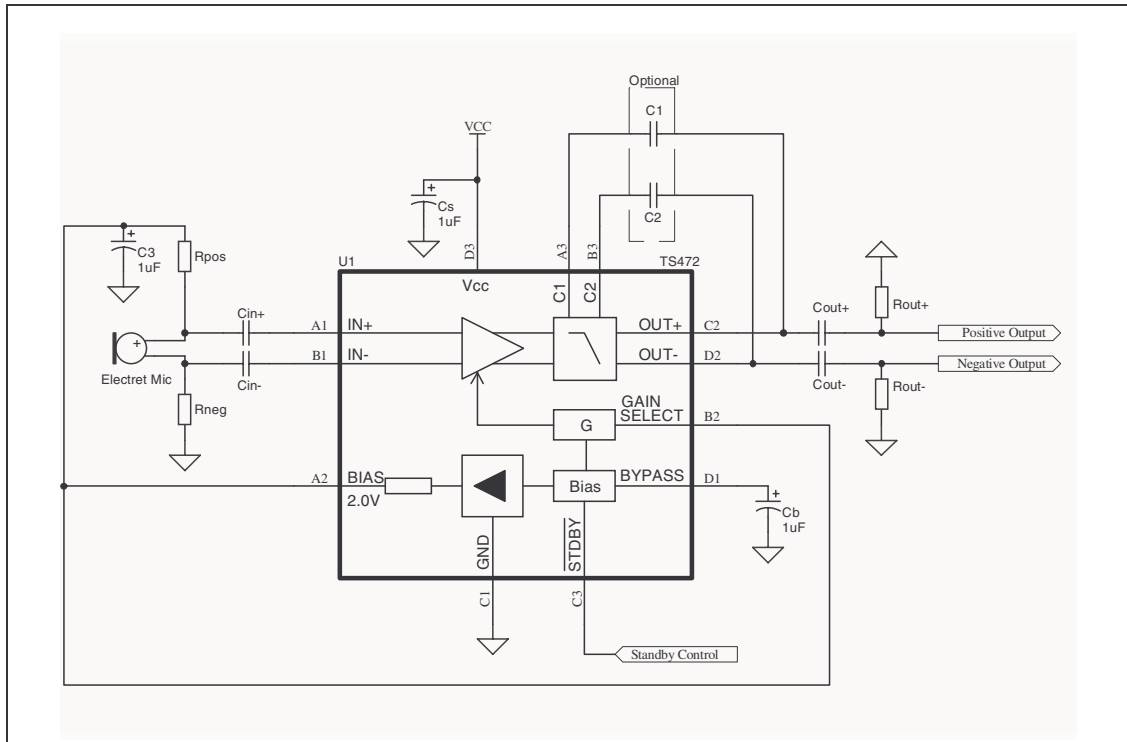 Optional
C1
VCC
+
Cs
1uF
C2
+
C3
1uF
Rpos
D3
A3
B3
U1
TS472
Vcc
C1
C2
Cin+
A1
IN+
OUT+
C2
Cout+
Rout+
Positive Output
+
B1
IN-
OUT-
D2
Negative Output
Electret Mic
Cin-
Cout-
Rout-
Rneg
GAIN
SELECT
B2
G
A2
BIAS
2.0V
Bias
BYPASS
D1
+
Cb
1uF
GND
STDBY
C1
C3
Standby Control